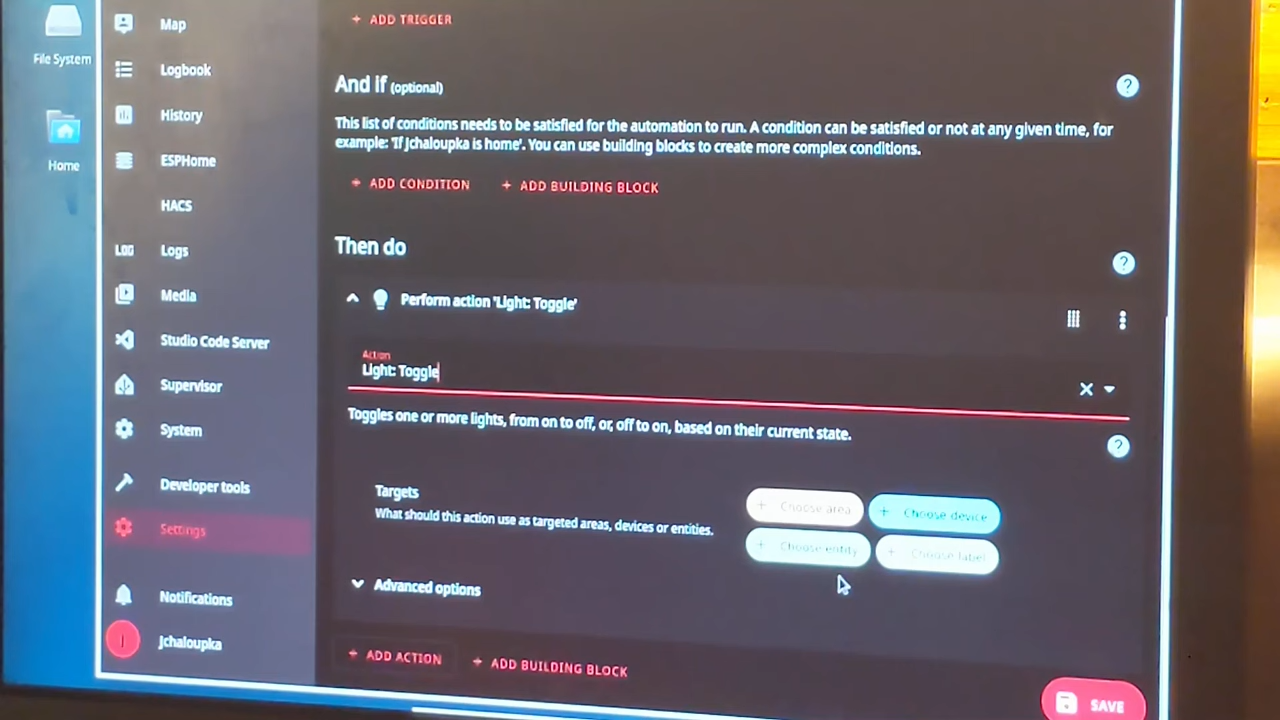 File System
Home
Map
Logbook
History
ESPHome
HACS
LOG Logs
Media
Studio Code Server
Supervisor
System
Developer tools
Settings
Notifications
J Jchaloupka
+ ADD TRIGGER
And if (optional)
?
This list of conditions needs to be satisfied for the automation to run. A condition can be satisfied or not at any given time, for
example: 'If Jchaloupka is home'. You can use building blocks to create more complex conditions.
+ ADD CONDITION + ADD BUILDING BLOCK
Then do
?
Perform action 'Light: Toggle'
Action
Light: Toggle
Toggles one or more lights, from on to off, or, off to on, based on their current state.
?
Targets
What should this action use as targeted areas, devices or entities.
+ Choose area + Choose device
+ Choose entity + Choose label
Advanced options
+ ADD ACTION + ADD BUILDING BLOCK
SAVE